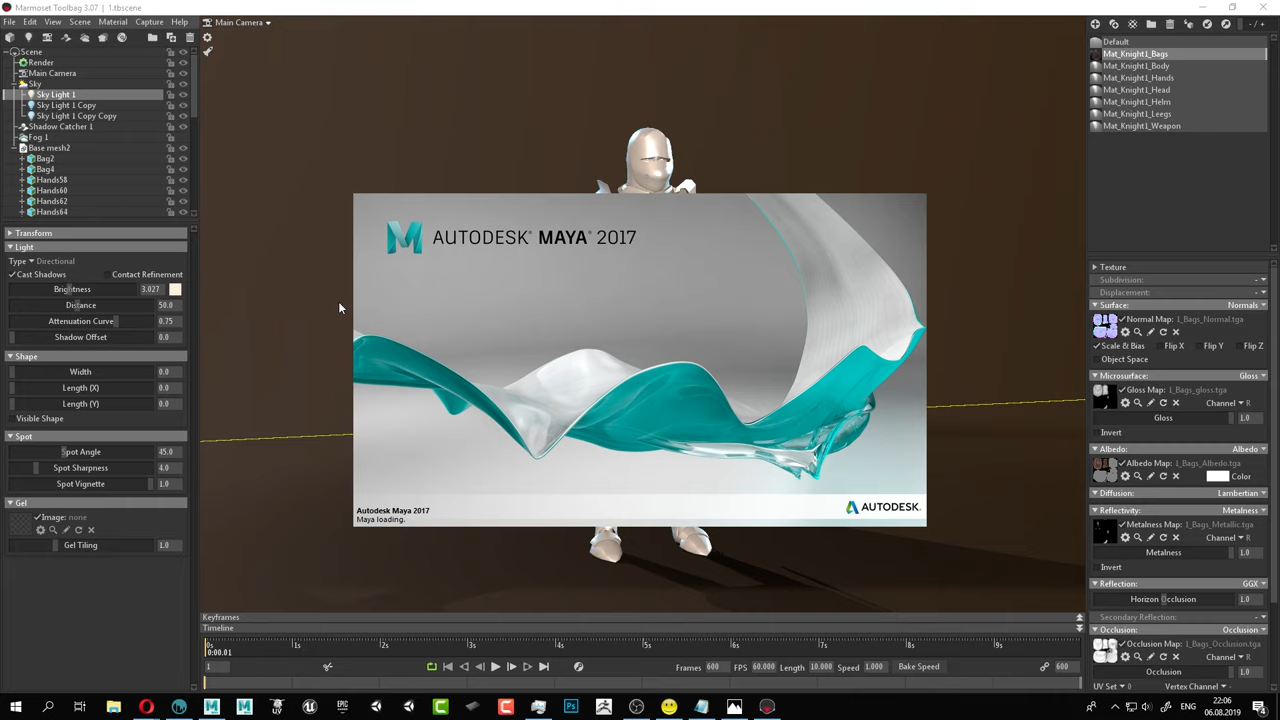 Marmoset Toolbag 3.07 | 1.tbscene
File Edit View Scene Material Capture Help
Main Camera
Scene
Render
Main Camera
Sky
Sky Light 1
Sky Light 1 Copy
Sky Light 1 Copy Copy
Shadow Catcher 1
Fog 1
Base mesh2
Bag2
Bag4
Hands58
Hands60
Hands62
Hands64
Transform
Light
Type Directional
Cast Shadows Contact Refinement
Brightness 3.027
Distance 50.0
Attenuation Curve 0.75
Shadow Offset 0.0
Shape
Width 0.0
Length (X) 0.0
Length (Y) 0.0
Visible Shape
Spot
Spot Angle 45.0
Spot Sharpness 4.0
Spot Vignette 1.0
Gel
Image: none
Gel Tiling 1.0
AUTODESK® MAYA® 2017
Autodesk Maya 2017
Maya loading.
AUTODESK.
Default
Mat_Knight1_Bags
Mat_Knight1_Body
Mat_Knight1_Hands
Mat_Knight1_Head
Mat_Knight1_Helm
Mat_Knight1_Leegs
Mat_Knight1_Weapon
Texture
Subdivision:
Displacement:
Surface: Normals
Normal Map: 1_Bags_Normal.tga
Scale & Bias Flip X Flip Y Flip Z
Object Space
Microsurface: Gloss
Gloss Map: 1_Bags_gloss.tga
Channel R
Gloss 1.0
Invert
Albedo: Albedo
Albedo Map: 1_Bags_Albedo.tga
Color
Diffusion: Lambertian
Reflectivity: Metalness
Metalness Map: 1_Bags_Metallic.tga
Channel R
Metalness 1.0
Invert
Reflection: GGX
Horizon Occlusion 1.0
Secondary Reflection:
Occlusion: Occlusion
Occlusion Map: 1_Bags_Occlusion.tga
Channel R
Occlusion 1.0
UV Set 0 Vertex Channel
Keyframes
Timeline
0s 1s 2s 3s 4s 5s 6s 7s 8s 9s
0:00.01
1 Frames 600 FPS 60.000 Length 10.000 Speed 1.000 Bake Speed 600
22:06
06.08.2019